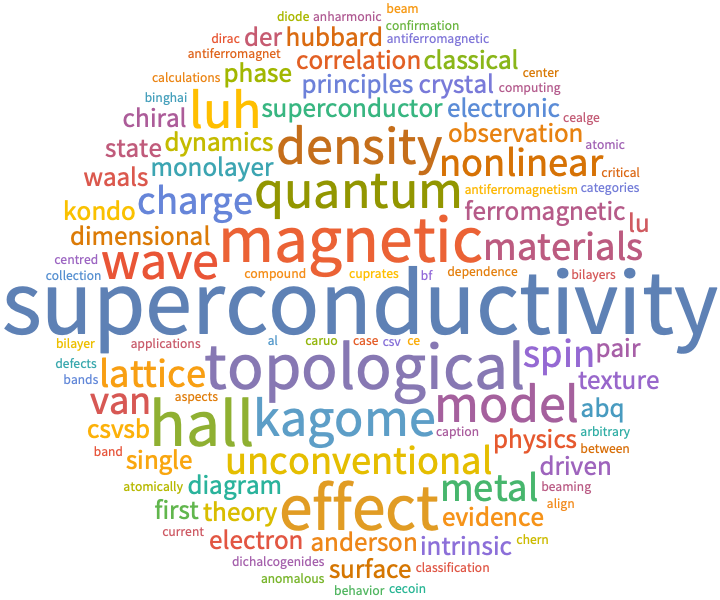 diode anharmonic beam
dirac der hubbard confirmation antiferromagnetic
antiferromagnet correlation classical
calculations phase principles crystal center computing
binhai chiral luh superconductor electronic cealge
state dynamics density observation atomic
waals monolayer nonlinear critical
kondo charge quantum antiferromagnetism categories
dimensional magnetic ferromagnetic lu
centred wave materials
collection compound cuprates bf dependence bilayers
superconductivity
bilayer applications al caruo case csv ce
defects lattice topological spin pair
bands van aspects model texture
csvsb hall kagome caption abq
band single unconventional physics arbitrary between
atomically diagram metal driven beaming
first theory effect evidence align
current electron anderson intrinsic chern
dichalcogenides surface classification
anomalous behavior cecoin